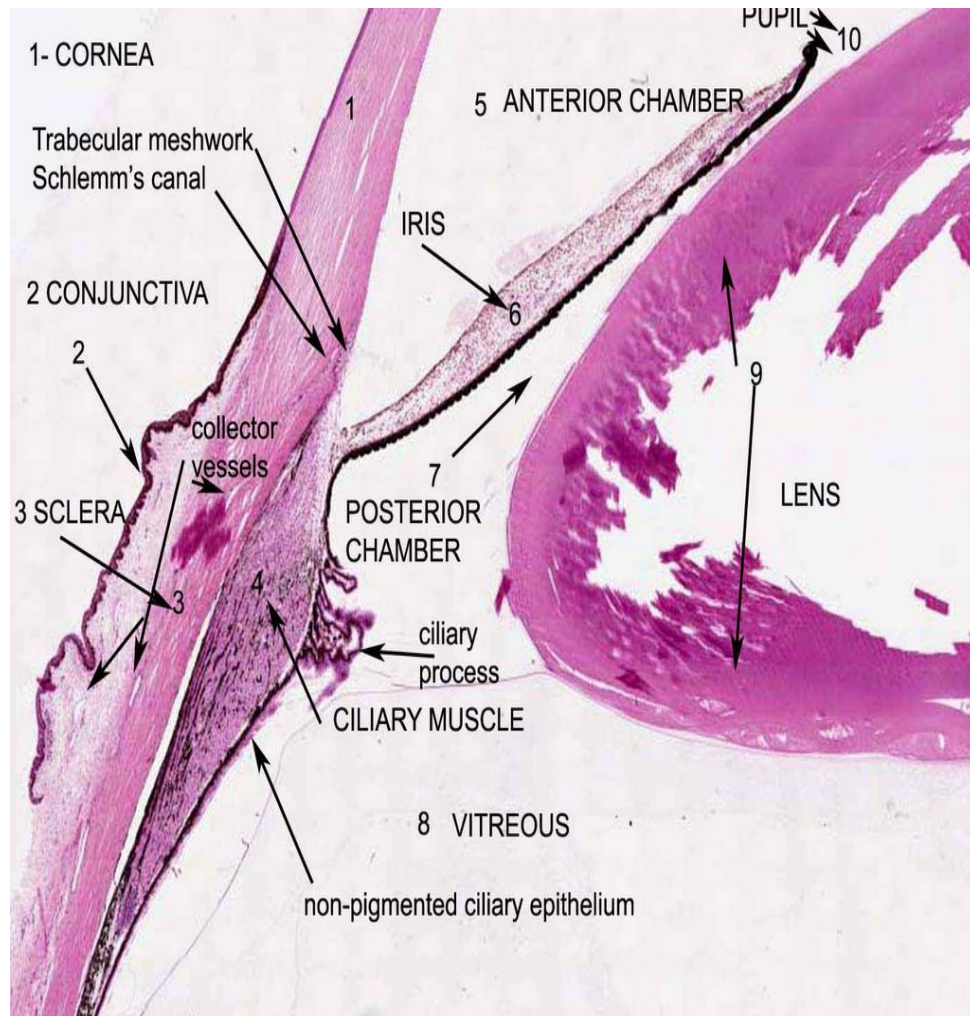 PUPIL
10
1- CORNEA
1
5 ANTERIOR CHAMBER
Trabecular meshwork
Schlemm's canal
IRIS
2 CONJUNCTIVA
6
2
9
collector
vessels
7
POSTERIOR
CHAMBER
LENS
3 SCLERA
4
3
ciliary
process
CILIARY MUSCLE
8 VITREOUS
non-pigmented ciliary epithelium